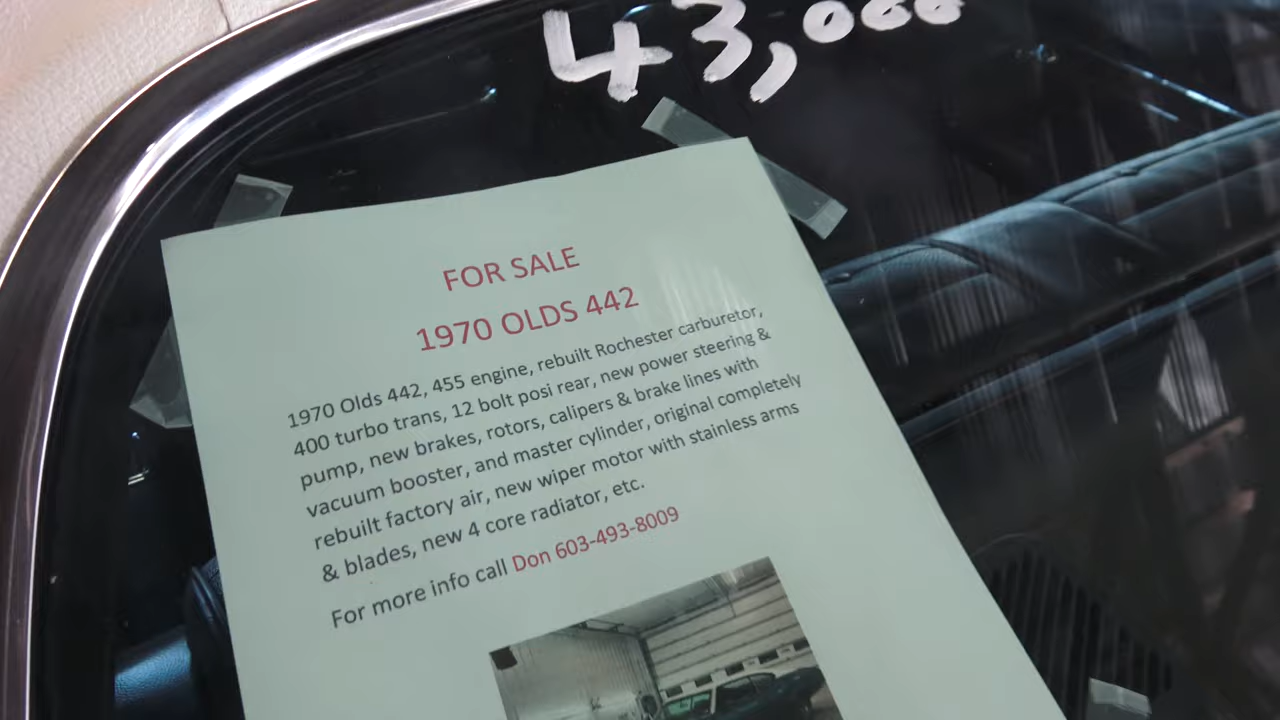 43,000
FOR SALE
1970 OLDS 442
1970 Olds 442, 455 engine, rebuilt Rochester carburetor,
400 turbo trans, 12 bolt posi rear, new power steering &
pump, new brakes, rotors, calipers & brake lines with
vacuum booster, and master cylinder, original completely
rebuilt factory air, new wiper motor with stainless arms
& blades, new 4 core radiator, etc.
For more info call Don 603-493-8009